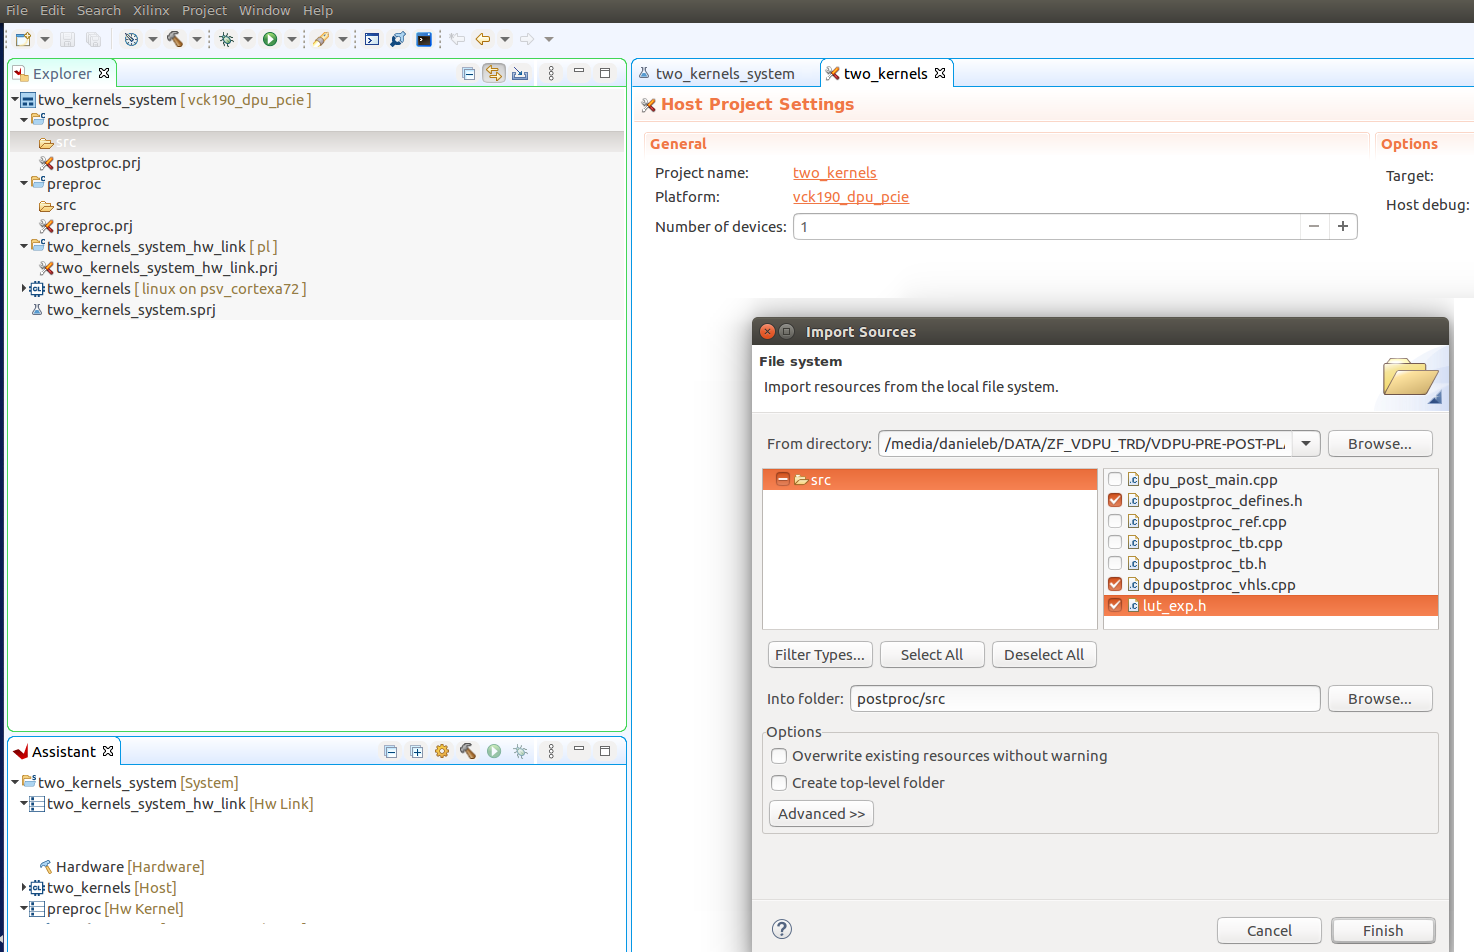 File Edit Search Xilinx Project Window Help
Explorer
two_kernels_system [ vck190_dpu_pcie ]
postproc
src
postproc.prj
preproc
src
preproc.prj
two_kernels_system_hw_link [ pl ]
two_kernels_system_hw_link.prj
two_kernels [ linux on psv_cortexa72 ]
two_kernels_system.sprj
Assistant
two_kernels_system [System]
two_kernels_system_hw_link [Hw Link]
Hardware [Hardware]
two_kernels [Host]
preproc [Hw Kernel]
two_kernels_system
two_kernels
Host Project Settings
General
Project name: two_kernels
Platform: vck190_dpu_pcie
Number of devices: 1
Options
Target:
Host debug:
Import Sources
File system
Import resources from the local file system.
From directory: /media/danieleb/DATA/ZF_VDPU_TRD/VDPU-PRE-POST-PL Browse...
src
dpu_post_main.cpp
dpupostproc_defines.h
dpupostproc_ref.cpp
dpupostproc_tb.cpp
dpupostproc_tb.h
dpupostproc_vhls.cpp
lut_exp.h
Filter Types... Select All Deselect All
Into folder: postproc/src Browse...
Options
Overwrite existing resources without warning
Create top-level folder
Advanced >>
? Cancel Finish